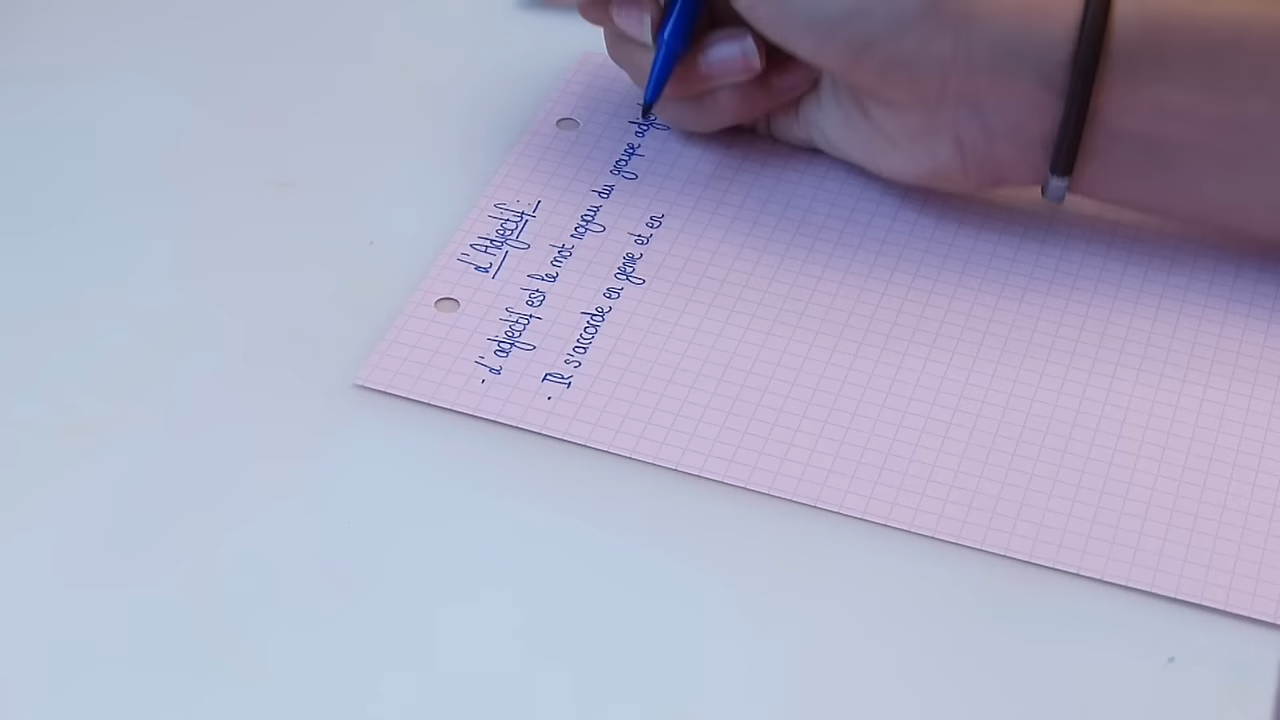 L'Adjectif :
- L'adjectif est le mot noyau du groupe adje
- Il s'accorde en genre et en